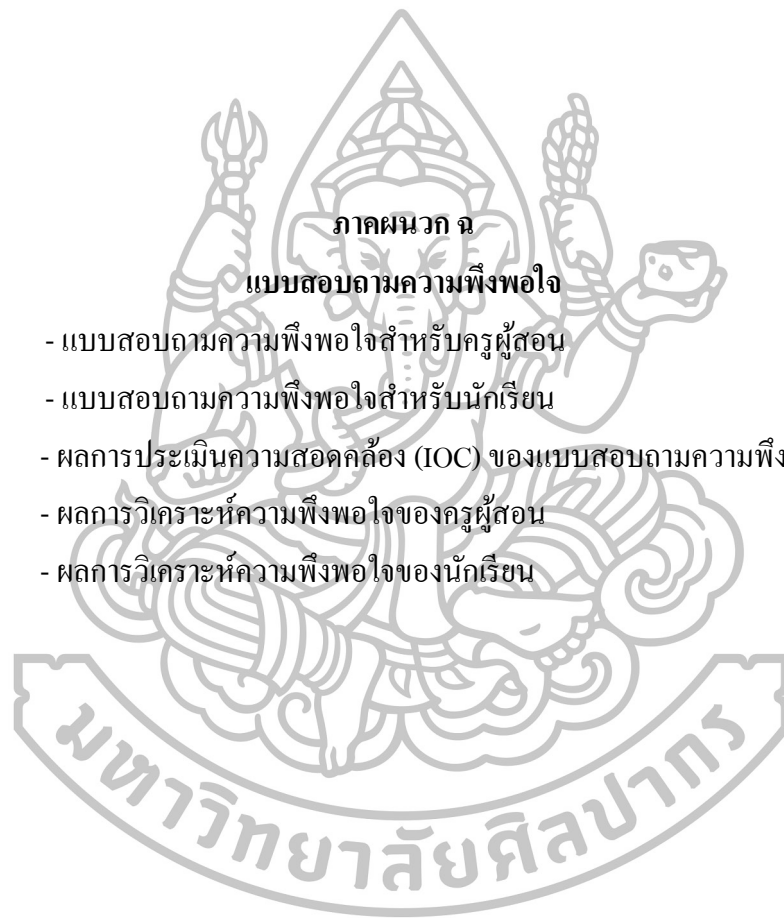 ภาคผนวก ฉ
แบบสอบถามความพึงพอใจ
- แบบสอบถามความพึงพอใจสำหรับครูผู้สอน
- แบบสอบถามความพึงพอใจสำหรับนักเรียน
- ผลการประเมินความสอดคล้อง (IOC) ของแบบสอบถามความพึง
- ผลการวิเคราะห์ความพึงพอใจของครูผู้สอน
- ผลการวิเคราะห์ความพึงพอใจของนักเรียน
มหาวิทยาลัยศิลปากร